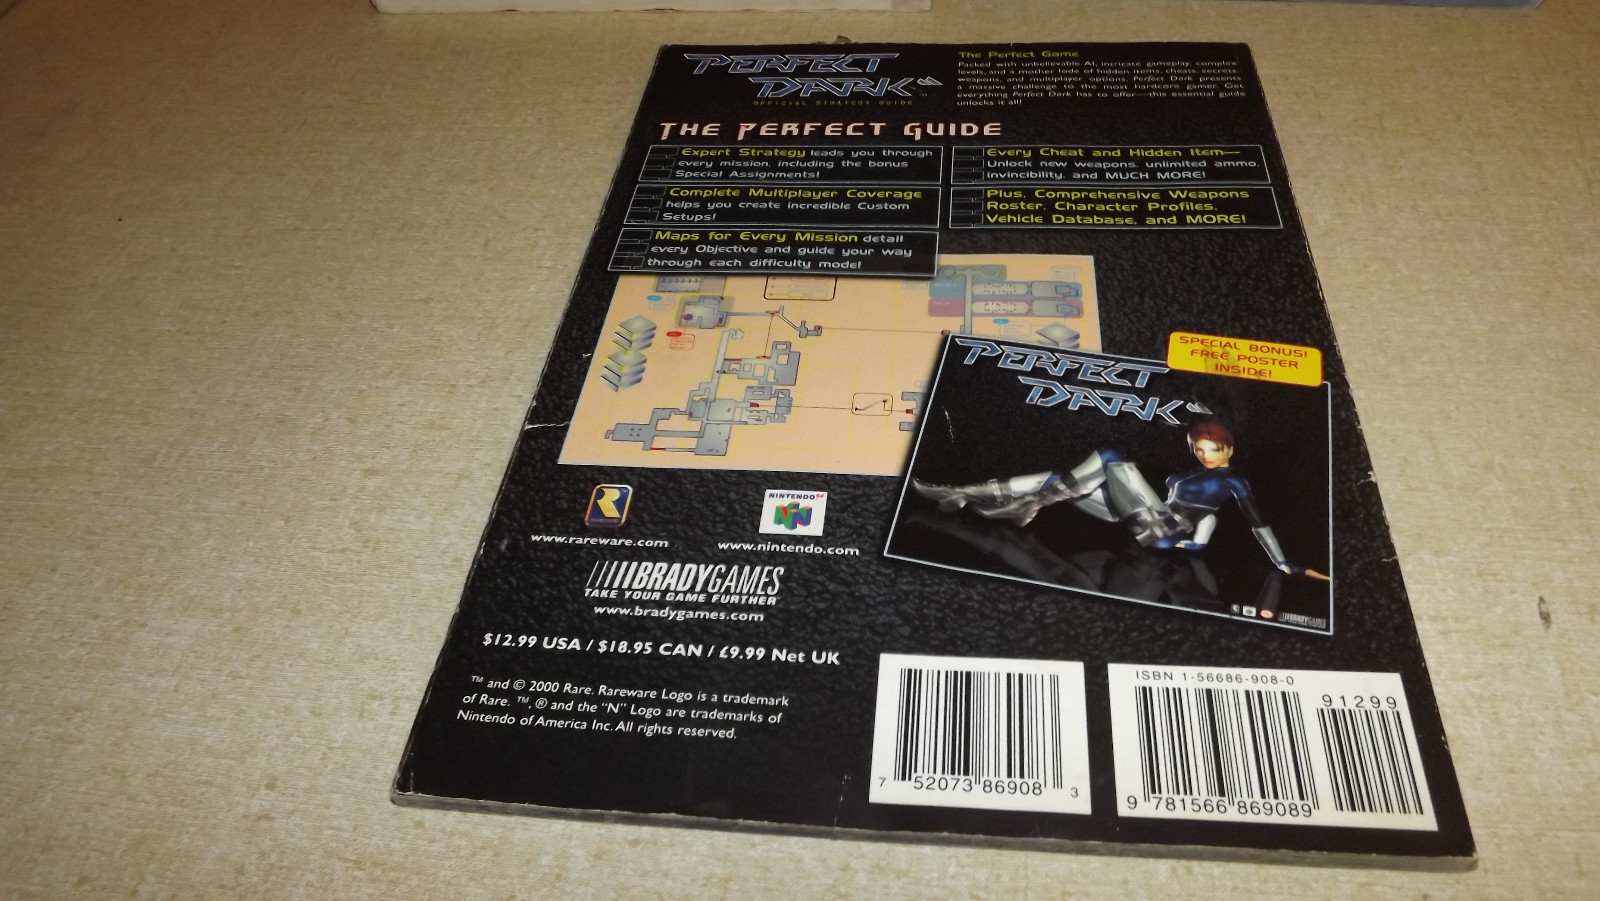 PERFECT
DARK
OFFICIAL STRATEGY GUIDE
The Perfect Game
Packed with unbelievable AI, intricate gameplay, complex
levels, and a mother lode of hidden items, cheats, secrets,
weapons, and multiplayer options, Perfect Dark presents
a massive challenge to the most hardcore gamer. Get
everything Perfect Dark has to offer—this essential guide
unlocks it all!
THE PERFECT GUIDE
Expert Strategy leads you through
every mission, including the bonus
Special Assignments!
Complete Multiplayer Coverage
helps you create incredible Custom
Setups!
Maps for Every Mission detail
every Objective and guide your way
through each difficulty mode!
Every Cheat and Hidden Item—
Unlock new weapons, unlimited ammo,
invincibility, and MUCH MORE!
Plus, Comprehensive Weapons
Roster, Character Profiles,
Vehicle Database, and MORE!
SPECIAL BONUS!
FREE POSTER
INSIDE!
PERFECT
DARK
BRADYGAMES
R
www.rareware.com
NINTENDO 64
N
www.nintendo.com
BRADYGAMES
TAKE YOUR GAME FURTHER
www.bradygames.com
$12.99 USA / $18.95 CAN / £9.99 Net UK
™ and © 2000 Rare. Rareware Logo is a trademark
of Rare. ™, ® and the "N" Logo are trademarks of
Nintendo of America Inc. All rights reserved.
7 52073 86908 3
ISBN 1-56686-908-0
91299
9 781566 869089